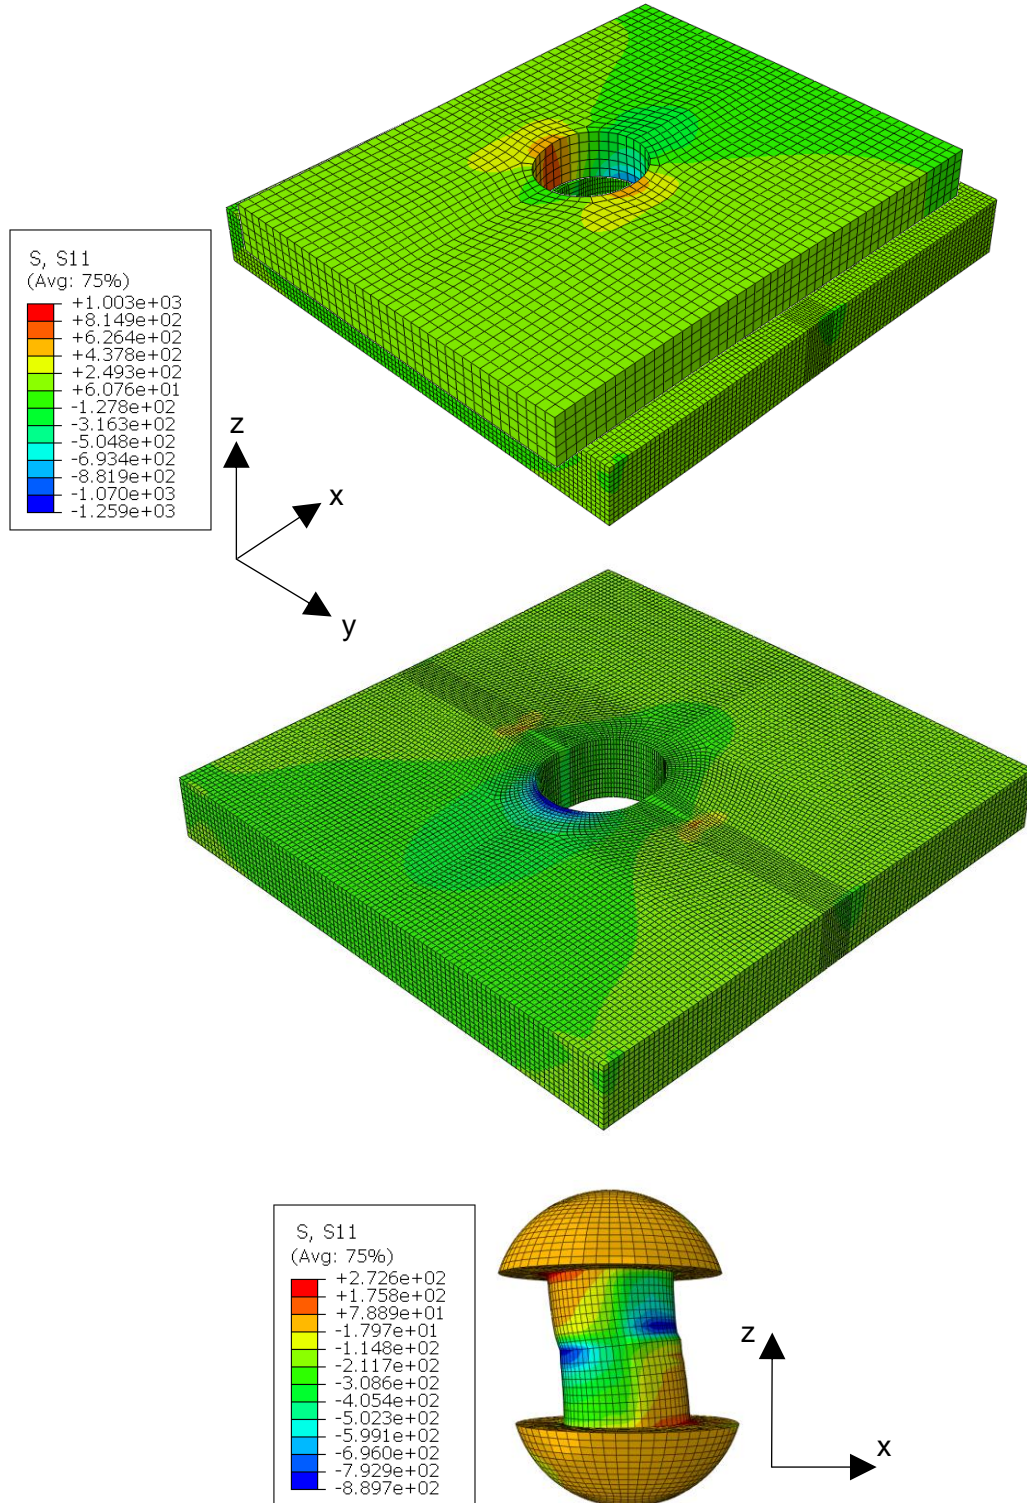 S, S11
(Avg: 75%)
+1.003e+03
+8.149e+02
+6.264e+02
+4.378e+02
+2.493e+02
+6.076e+01
-1.278e+02
-3.163e+02
-5.048e+02
-6.934e+02
-8.819e+02
-1.070e+03
-1.259e+03
z
x
y
S, S11
(Avg: 75%)
+2.726e+02
+1.758e+02
+7.889e+01
-1.797e+01
-1.148e+02
-2.117e+02
-3.086e+02
-4.054e+02
-5.023e+02
-5.991e+02
-6.960e+02
-7.929e+02
-8.897e+02
z
x